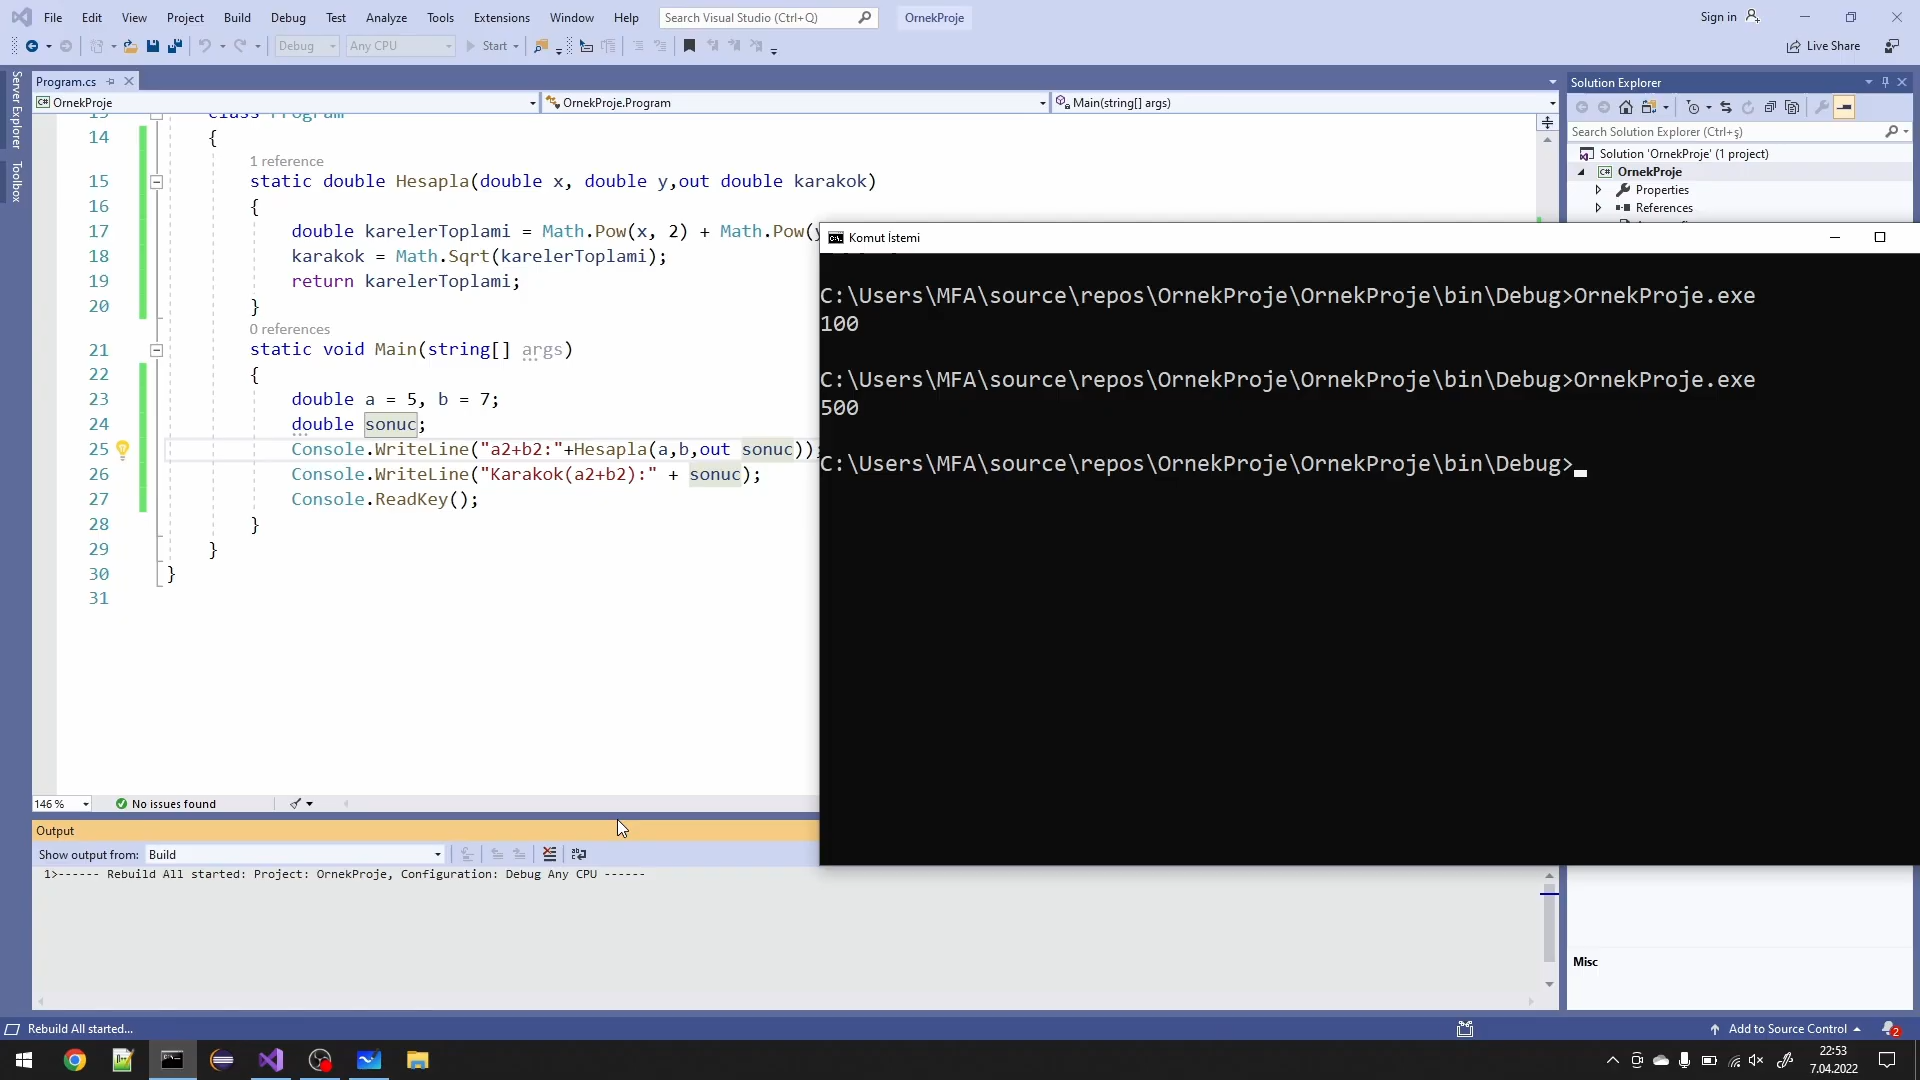 File Edit View Project Build Debug Test Analyze Tools Extensions Window Help Search Visual Studio (Ctrl+Q) OrnekProje Sign in
Debug Any CPU Start Live Share
Server Explorer
Toolbox
Program.cs
OrnekProje OrnekProje.Program Main(string[] args)
13 class Program
14 {
1 reference
15 static double Hesapla(double x, double y,out double karakok)
16 {
17 double karelerToplami = Math.Pow(x, 2) + Math.Pow(y
18 karakok = Math.Sqrt(karelerToplami);
19 return karelerToplami;
20 }
0 references
21 static void Main(string[] args)
22 {
23 double a = 5, b = 7;
24 double sonuc;
25 Console.WriteLine("a2+b2:"+Hesapla(a,b,out sonuc));
26 Console.WriteLine("Karakok(a2+b2):" + sonuc);
27 Console.ReadKey();
28 }
29 }
30 }
31
146 % No issues found
Output
Show output from: Build
1>------ Rebuild All started: Project: OrnekProje, Configuration: Debug Any CPU ------
Komut İstemi
C:\Users\MFA\source\repos\OrnekProje\OrnekProje\bin\Debug>OrnekProje.exe
100
C:\Users\MFA\source\repos\OrnekProje\OrnekProje\bin\Debug>OrnekProje.exe
500
C:\Users\MFA\source\repos\OrnekProje\OrnekProje\bin\Debug>
Solution Explorer
Search Solution Explorer (Ctrl+ş)
Solution 'OrnekProje' (1 project)
OrnekProje
Properties
References
Misc
Rebuild All started... Add to Source Control 2
22:53
7.04.2022